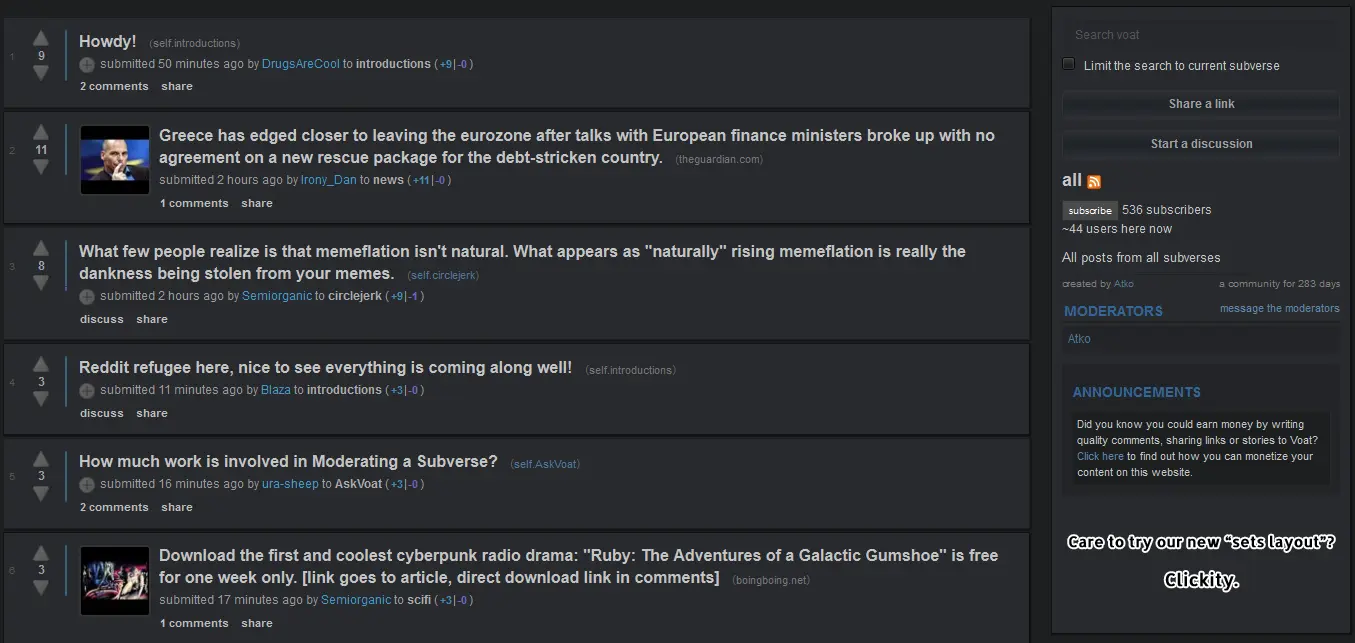 1
9
Howdy! (self.introductions)
submitted 50 minutes ago by DrugsAreCool to introductions ( +9|-0 )
2 comments share
2
11
Greece has edged closer to leaving the eurozone after talks with European finance ministers broke up with no
agreement on a new rescue package for the debt-stricken country. (theguardian.com)
submitted 2 hours ago by Irony_Dan to news ( +11|-0 )
1 comments share
3
8
What few people realize is that memeflation isn't natural. What appears as "naturally" rising memeflation is really the
dankness being stolen from your memes. (self.circlejerk)
submitted 2 hours ago by Semiorganic to circlejerk ( +9|-1 )
discuss share
4
3
Reddit refugee here, nice to see everything is coming along well! (self.introductions)
submitted 11 minutes ago by Blaza to introductions ( +3|-0 )
discuss share
5
3
How much work is involved in Moderating a Subverse? (self.AskVoat)
submitted 16 minutes ago by ura-sheep to AskVoat ( +3|-0 )
2 comments share
6
3
Download the first and coolest cyberpunk radio drama: "Ruby: The Adventures of a Galactic Gumshoe" is free
for one week only. [link goes to article, direct download link in comments] (boingboing.net)
submitted 17 minutes ago by Semiorganic to scifi ( +3|-0 )
1 comments share
Search voat
Limit the search to current subverse
Share a link
Start a discussion
all
subscribe 536 subscribers
~44 users here now
All posts from all subverses
created by Atko a community for 283 days
MODERATORS message the moderators
Atko
ANNOUNCEMENTS
Did you know you could earn money by writing
quality comments, sharing links or stories to Voat?
Click here to find out how you can monetize your
content on this website.
Care to try our new “sets layout”?
Clickity.